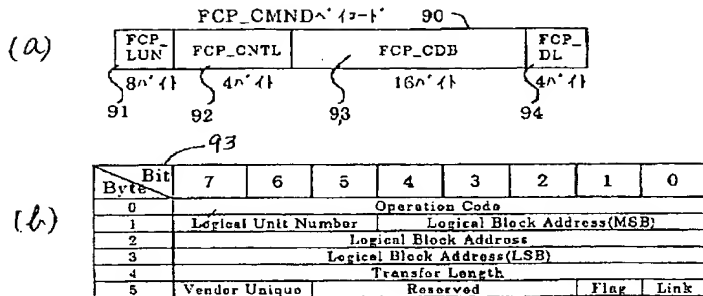 FCP_CMNDペイロード 90
(a)
FCP_LUN FCP_CNTL FCP_CDB FCP_DL
8バイト 4バイト 16バイト 4バイト
91 92 93 94
93
(b)
Byte Bit 7 6 5 4 3 2 1 0
0 Operation Code
1 Logical Unit Number Logical Block Address(MSB)
2 Logical Block Address
3 Logical Block Address(LSB)
4 Transfer Length
5 Vendor Unique Reserved Flag Link